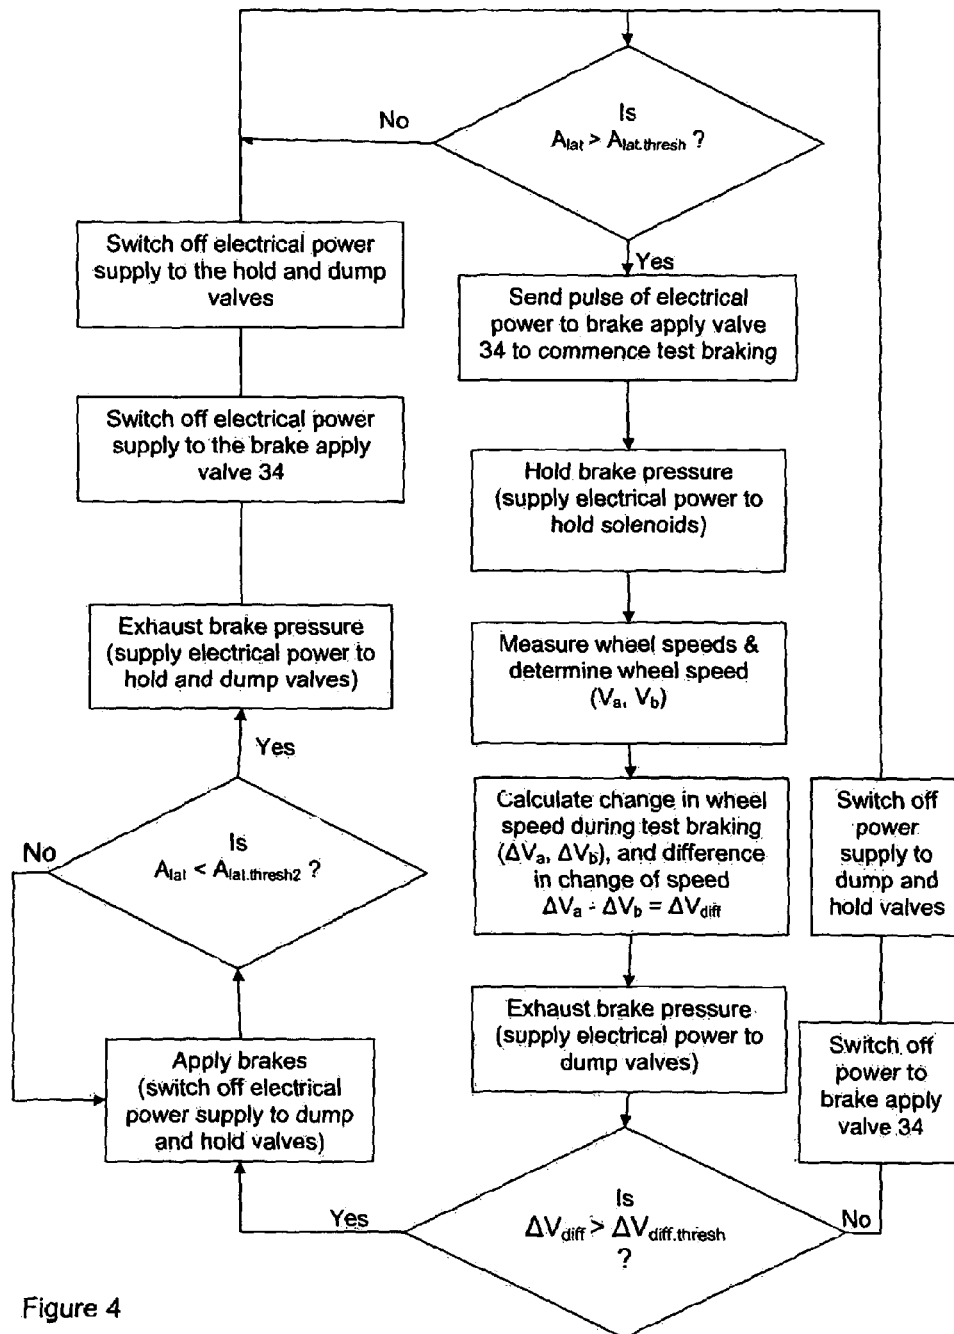 Is
A_lat > A_lat.thresh ?
No
Yes
Switch off electrical power
supply to the hold and dump
valves
Send pulse of electrical
power to brake apply valve
34 to commence test braking
Switch off electrical power
supply to the brake apply
valve 34
Hold brake pressure
(supply electrical power to
hold solenoids)
Exhaust brake pressure
(supply electrical power to
hold and dump valves)
Measure wheel speeds &
determine wheel speed
(V_a, V_b)
Yes
Is
A_lat < A_lat.thresh2 ?
No
Calculate change in wheel
speed during test braking
(ΔV_a, ΔV_b), and difference
in change of speed
ΔV_a - ΔV_b = ΔV_diff
Switch off
power
supply to
dump and
hold valves
Exhaust brake pressure
(supply electrical power to
dump valves)
Apply brakes
(switch off electrical
power supply to dump
and hold valves)
Switch off
power to
brake apply
valve 34
Yes
Is
ΔV_diff > ΔV_diff.thresh
?
No
Figure 4